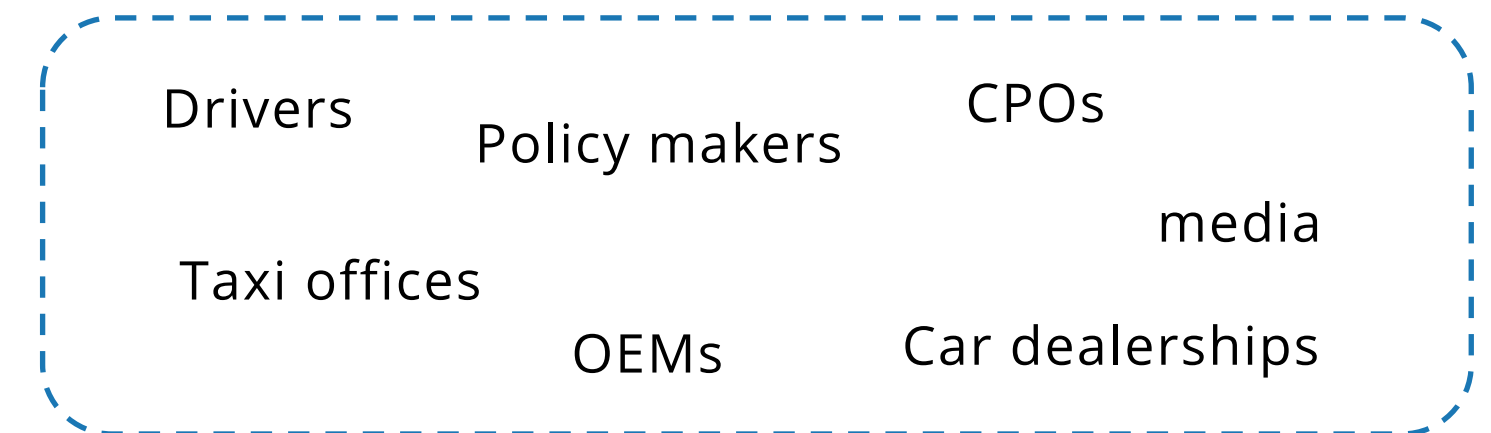 Drivers
Policy makers
CPOs
media
Taxi offices
OEMs
Car dealerships